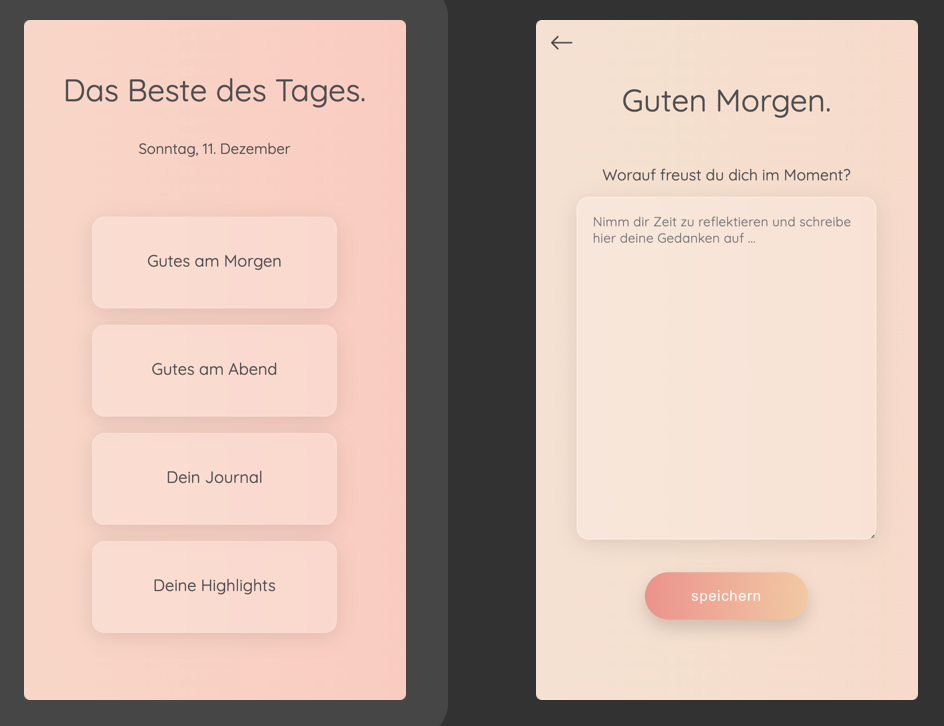 Das Beste des Tages.
Sonntag, 11. Dezember
Gutes am Morgen
Gutes am Abend
Dein Journal
Deine Highlights
Guten Morgen.
Worauf freust du dich im Moment?
Nimm dir Zeit zu reflektieren und schreibe
hier deine Gedanken auf ...
speichern